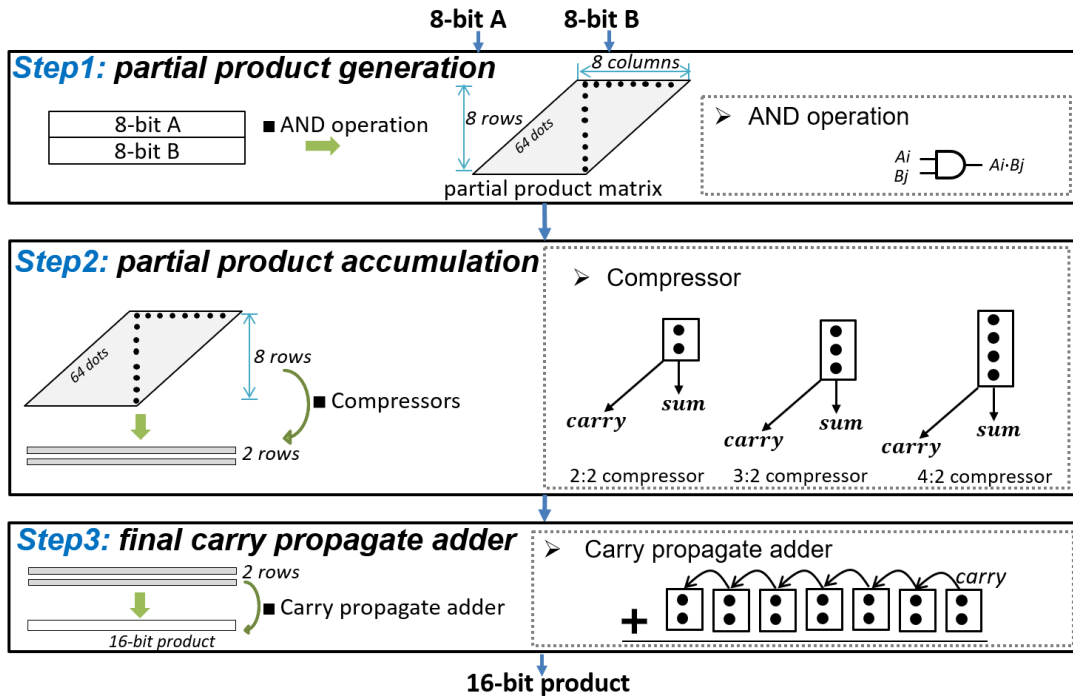 8-bit A
8-bit B
Step1: partial product generation
8 columns
8-bit A
8-bit B
■ AND operation
8 rows
64 dots
partial product matrix
➢ AND operation
Ai
Bj
Ai·Bj
Step2: partial product accumulation
64 dots
8 rows
■ Compressors
2 rows
➢ Compressor
carry
sum
2:2 compressor
carry
sum
3:2 compressor
carry
sum
4:2 compressor
Step3: final carry propagate adder
2 rows
■ Carry propagate adder
16-bit product
➢ Carry propagate adder
carry
+
16-bit product